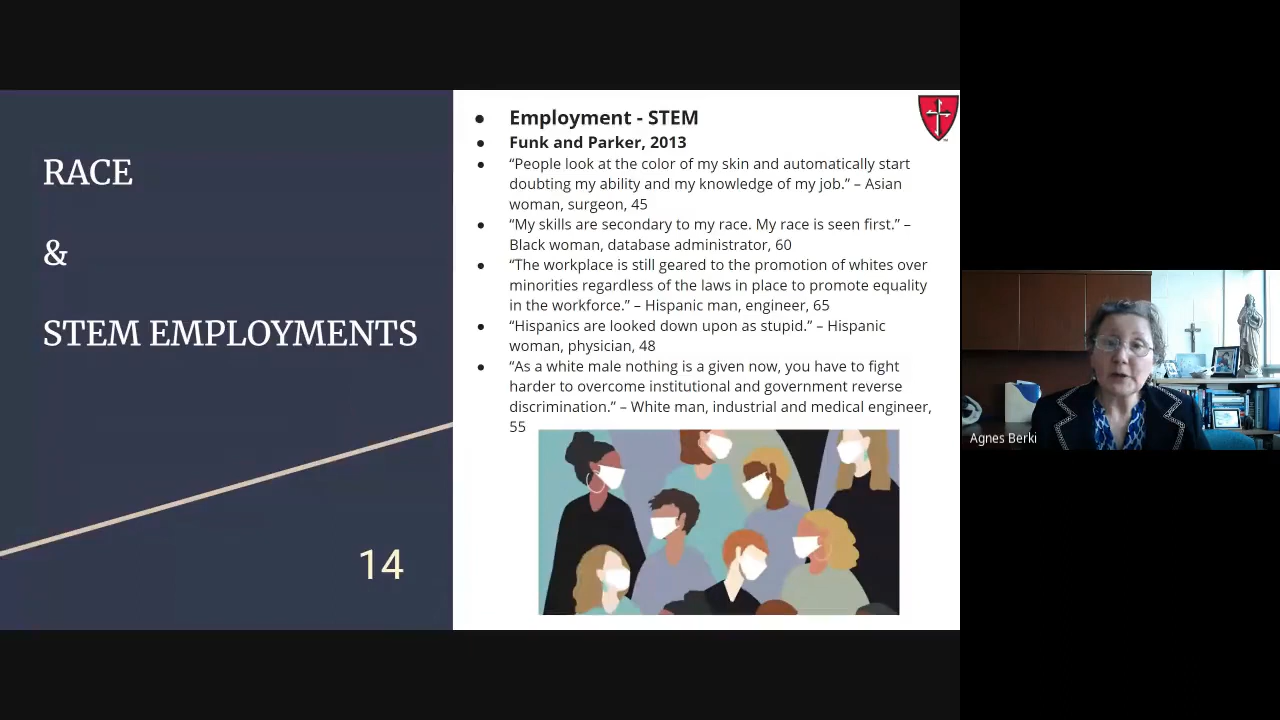 RACE
&
STEM EMPLOYMENTS
14
● Employment - STEM
● Funk and Parker, 2013
● “People look at the color of my skin and automatically start
doubting my ability and my knowledge of my job.” – Asian
woman, surgeon, 45
● “My skills are secondary to my race. My race is seen first.” –
Black woman, database administrator, 60
● “The workplace is still geared to the promotion of whites over
minorities regardless of the laws in place to promote equality
in the workforce.” – Hispanic man, engineer, 65
● “Hispanics are looked down upon as stupid.” – Hispanic
woman, physician, 48
● “As a white male nothing is a given now, you have to fight
harder to overcome institutional and government reverse
discrimination.” – White man, industrial and medical engineer,
55
Agnes Berki